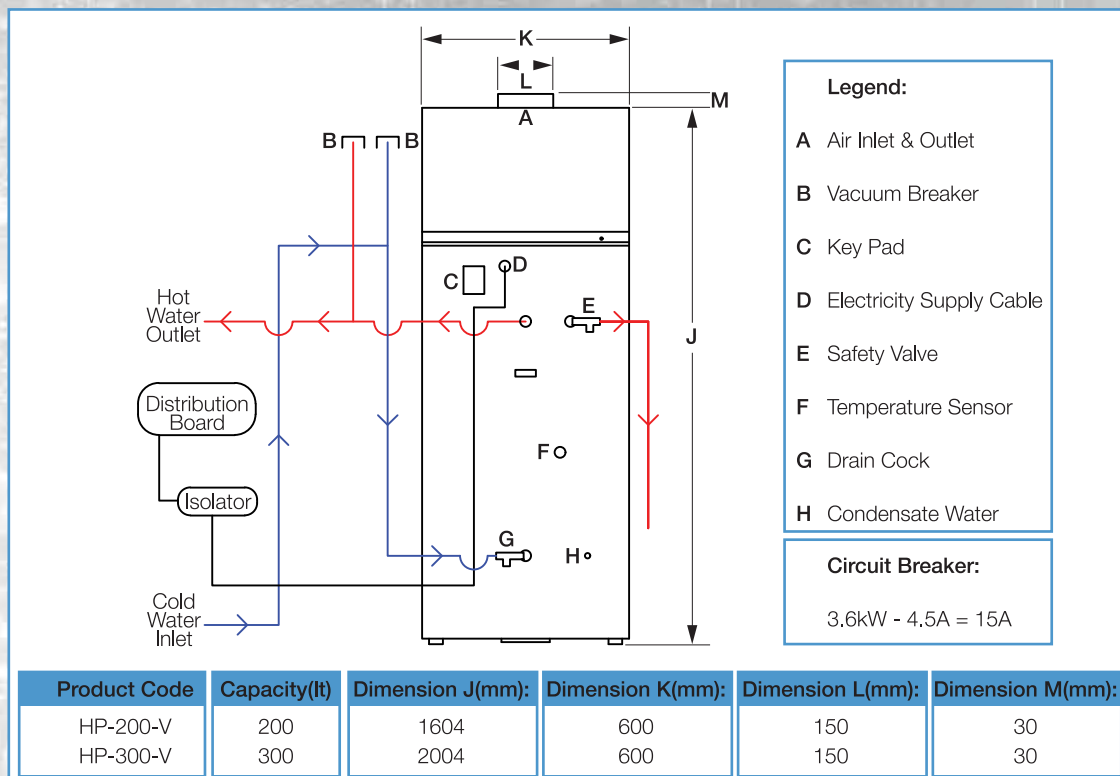 K
L
M
A
B
B
C
D
Hot
Water
Outlet
E
J
Distribution
Board
F
Isolator
G
H
Cold
Water
Inlet
Legend:
A Air Inlet & Outlet
B Vacuum Breaker
C Key Pad
D Electricity Supply Cable
E Safety Valve
F Temperature Sensor
G Drain Cock
H Condensate Water
Circuit Breaker:
3.6kW - 4.5A = 15A
Product Code Capacity(lt) Dimension J(mm): Dimension K(mm): Dimension L(mm): Dimension M(mm):
HP-200-V 200 1604 600 150 30
HP-300-V 300 2004 600 150 30